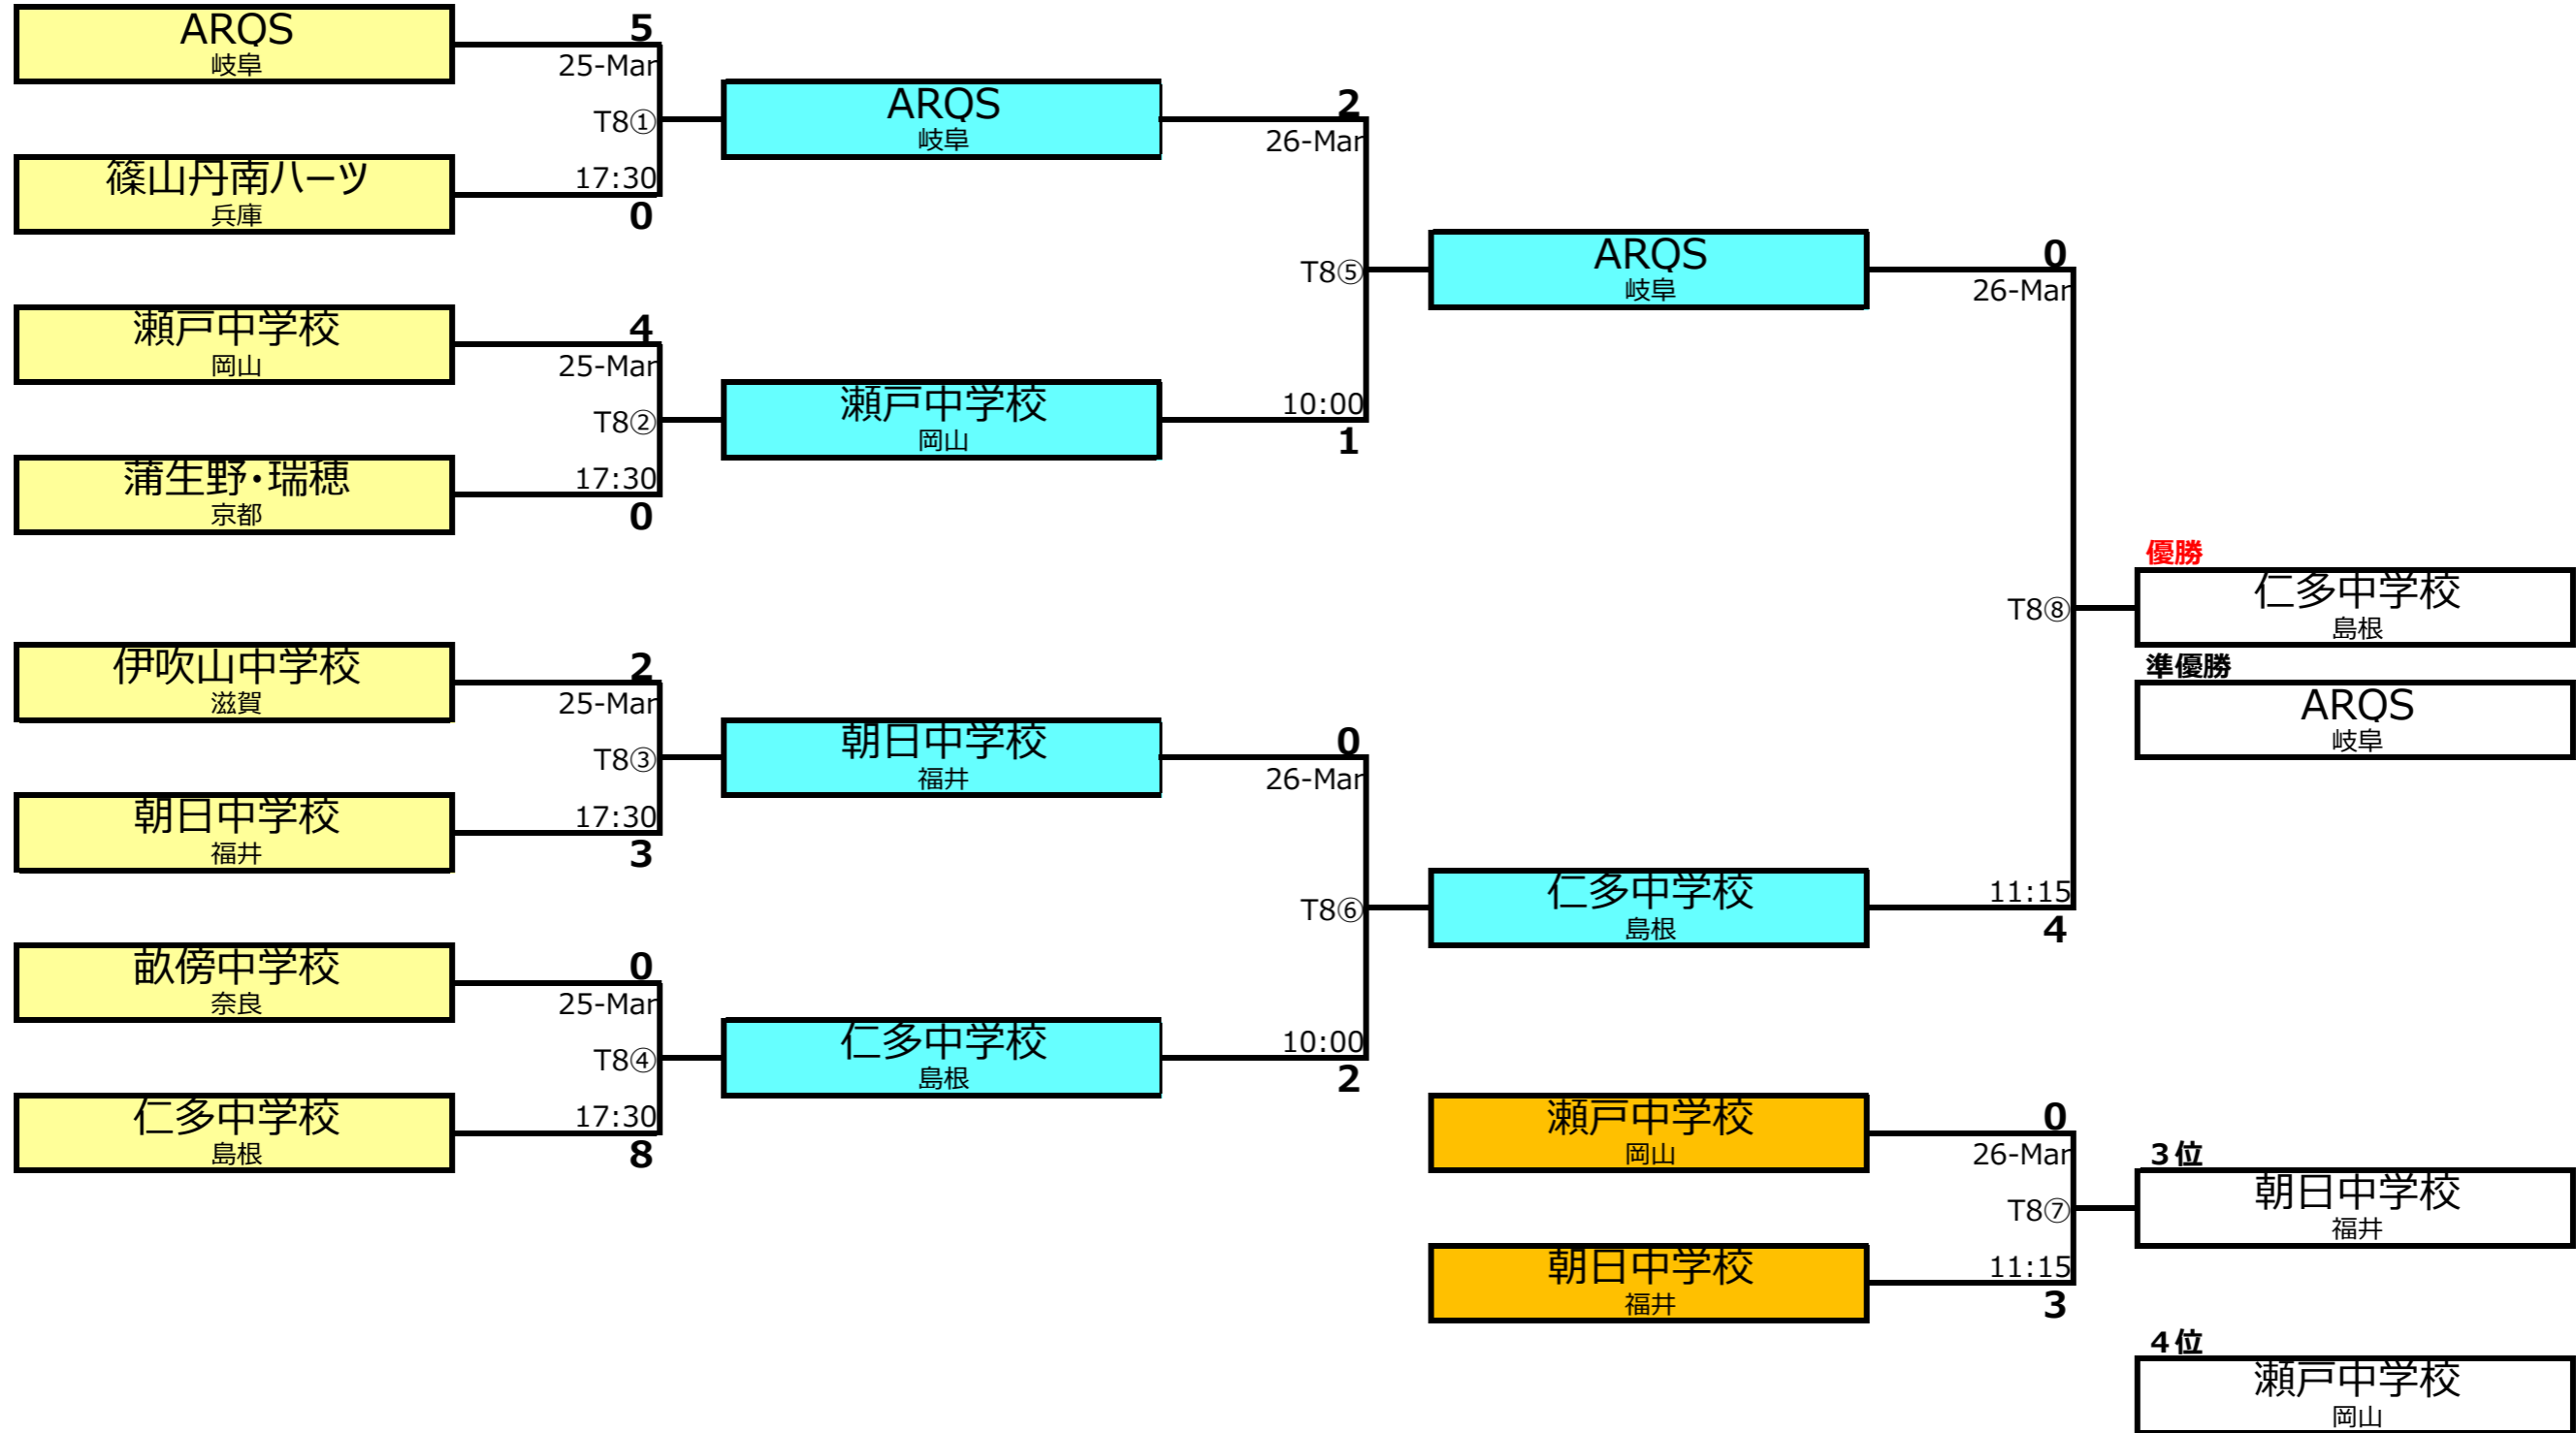 ARQS
岐阜
5
25-Mar
T8①
篠山丹南ハーツ
兵庫
17:30
0
ARQS
岐阜
2
26-Mar
瀬戸中学校
岡山
4
25-Mar
T8②
蒲生野・瑞穂
京都
17:30
0
瀬戸中学校
岡山
10:00
1
T8⑤
ARQS
岐阜
0
26-Mar
伊吹山中学校
滋賀
2
25-Mar
T8③
朝日中学校
福井
17:30
3
朝日中学校
福井
0
26-Mar
畝傍中学校
奈良
0
25-Mar
T8④
仁多中学校
島根
17:30
8
仁多中学校
島根
10:00
2
T8⑥
仁多中学校
島根
11:15
4
T8⑧
優勝
仁多中学校
島根
準優勝
ARQS
岐阜
瀬戸中学校
岡山
0
26-Mar
T8⑦
朝日中学校
福井
11:15
3
３位
朝日中学校
福井
４位
瀬戸中学校
岡山